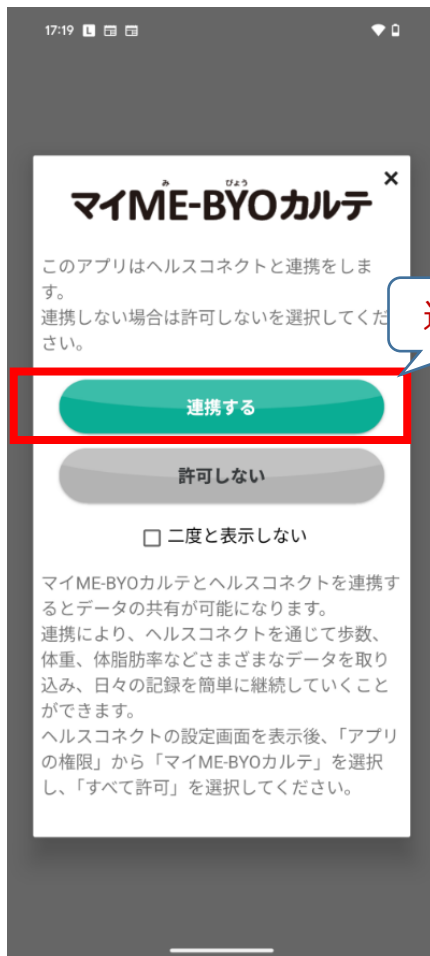 17:19
×
み びょう
マイME-BYOカルテ
このアプリはヘルスコネクトと連携をしま
す。
連携しない場合は許可しないを選択してくだ
さい。
連携する
許可しない
二度と表示しない
マイME-BYOカルテとヘルスコネクトを連携す
るとデータの共有が可能になります。
連携により、ヘルスコネクトを通じて歩数、
体重、体脂肪率などさまざまなデータを取り
込み、日々の記録を簡単に継続していくこと
ができます。
ヘルスコネクトの設定画面を表示後、「アプリ
の権限」から「マイME-BYOカルテ」を選択
し、「すべて許可」を選択してください。